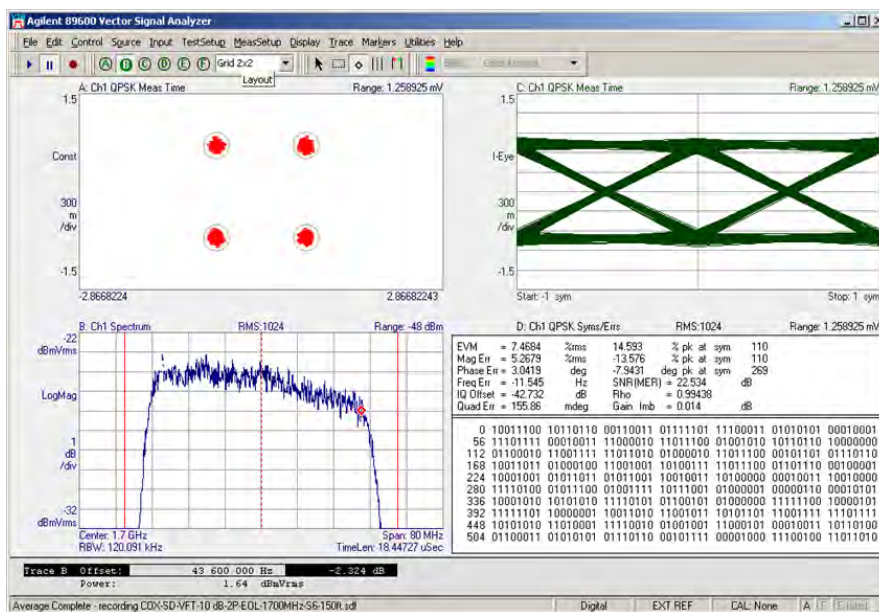 Agilent 89600 Vector Signal Analyzer
File Edit Control Source Input TestSetup MeasSetup Display Trace Markers Utilities Help
A B C D E F Grid 2x2
Layout
A: Ch1 QPSK Meas Time Range: 1.258925 mV
1.5
Const
300
m
/div
-1.5
-2.8668224 2.86682243
C: Ch1 QPSK Meas Time Range: 1.258925 mV
1.5
I-Eye
300
m
/div
-1.5
Start: -1 sym Stop: 1 sym
B: Ch1 Spectrum RMS:1024 Range: -48 dBm
-22
dBmVrms
LogMag
1
dB
/div
-32
dBmVrms
Center: 1.7 GHz Span: 80 MHz
RBW: 120.091 kHz TimeLen: 18.44727 uSec
D: Ch1 QPSK Syms/Errs RMS:1024 Range: 1.258925 mV
EVM = 7.4684 %rms 14.593 % pk at sym 110
Mag Err = 5.2679 %rms -13.576 % pk at sym 110
Phase Err = 3.0419 deg -7.9431 deg pk at sym 269
Freq Err = -11.545 Hz SNR(MER) = 22.534 dB
IQ Offset = -42.732 dB Rho = 0.99438
Quad Err = 155.86 mdeg Gain Imb = 0.014 dB
0 10011100 10110110 00110011 01111101 11100011 01010101 00010001
56 11101111 00010011 11000010 11011100 01001010 10110110 10000000
112 01100010 11001111 11011010 01000010 11011110 00101101 01110110
168 10011011 01000100 11001001 10100111 11011100 01101110 00100001
224 10001001 01011011 01011001 10010110 10100000 00010011 10010000
280 11110100 01011100 01001111 10111001 01000001 00000110 00010101
336 10001010 10101010 11110101 01100101 01000000 11111100 10000101
392 11111001 10000001 10011010 11001011 10101101 11001111 11101111
448 10101010 11010001 11110010 01001001 11000101 00010011 10110100
504 01100011 01010101 01110110 00101111 00001000 11100100 11011010
Trace B Offset: 43 600.000 Hz -2.324 dB
Power: 1.64 dBmVrms
Average Complete - recording COX-SD-VFT-10 dB-2P-EOL-1700MHz-S6-150ft.sdf Digital EXT REF CAL: None A